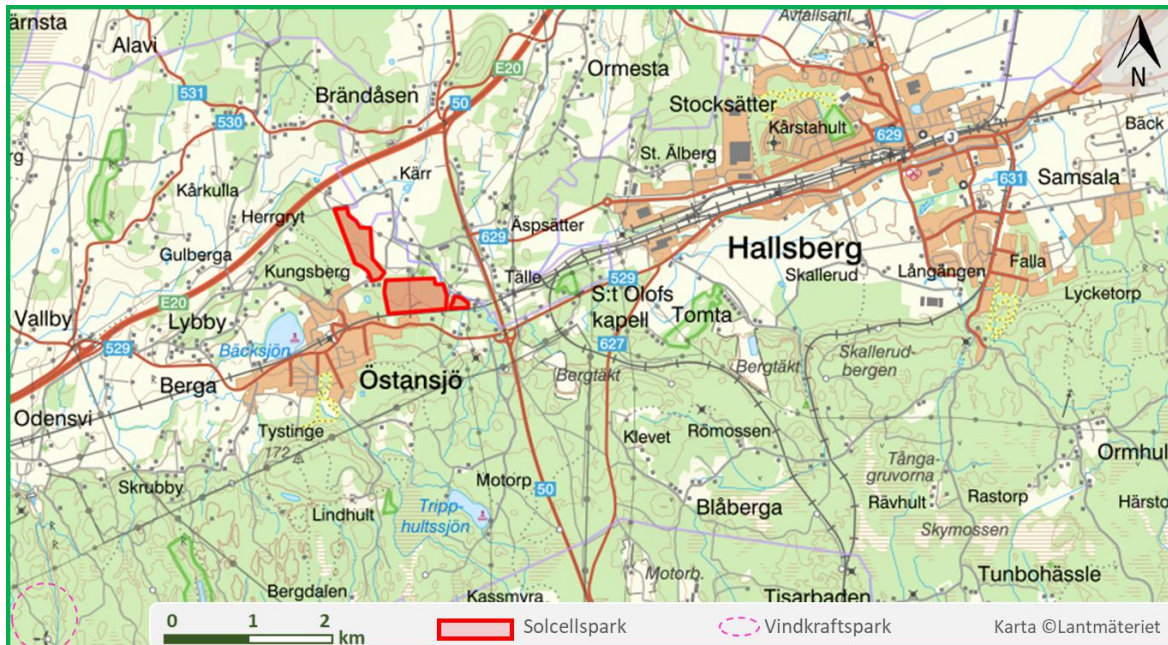 ärnsta
Alavi
531
530
Brändåsen
E20
50
Ormesta
Avfallsanl.
Stocksätter
Kårstahult
629
J
Bäck
N
rg
Kårkulla
Kärr
St. Älberg
631
Samsala
Herrgryt
Gulberga
Kungsberg
629
Äspsätter
Hallsberg
Skallerud
Långängen
Falla
E20
Tälle
529
S:t Olofs
kapell
Tomta
Lycketorp
Vallby
Lybby
529
Bäcksjön
627
Berga
Östansjö
Bergtäkt
Bergtäkt
Skallerud-
bergen
Odensvi
Tystinge
172
Klevet
Römossen
Ormhul
Skrubby
Motorp
50
Tånga-
gruvorna
Lindhult
Tripp-
hultssjön
Blåberga
Rävhult
Rastorp
Härsto
Skymossen
Bergdalen
Kassmyra
Motorb.
Tisarbaden
Tunbohässle
0 1 2
km
Solcellspark
Vindkraftspark
Karta ©Lantmäteriet